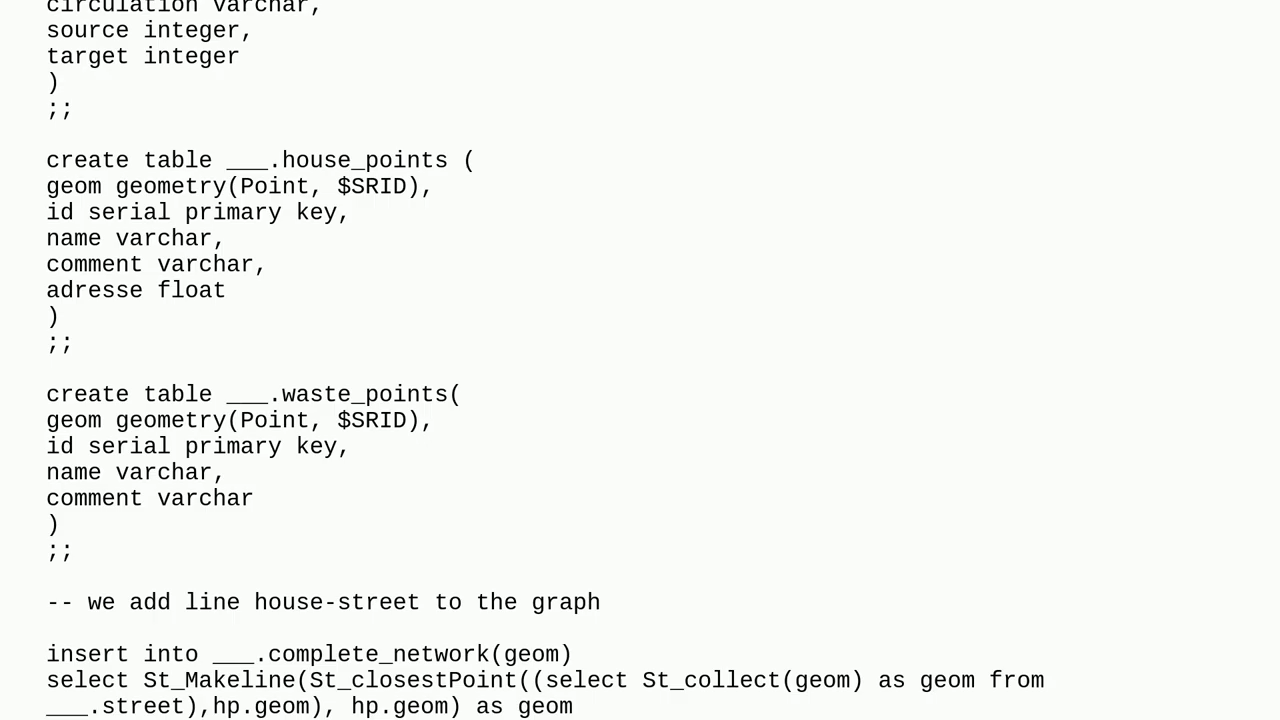 circulation varchar,
source integer,
target integer
)
;;
create table ___.house_points (
geom geometry(Point, $SRID),
id serial primary key,
name varchar,
comment varchar,
adresse float
)
;;
create table ___.waste_points(
geom geometry(Point, $SRID),
id serial primary key,
name varchar,
comment varchar
)
;;
-- we add line house-street to the graph
insert into ___.complete_network(geom)
select St_Makeline(St_closestPoint((select St_collect(geom) as geom from
___.street),hp.geom), hp.geom) as geom